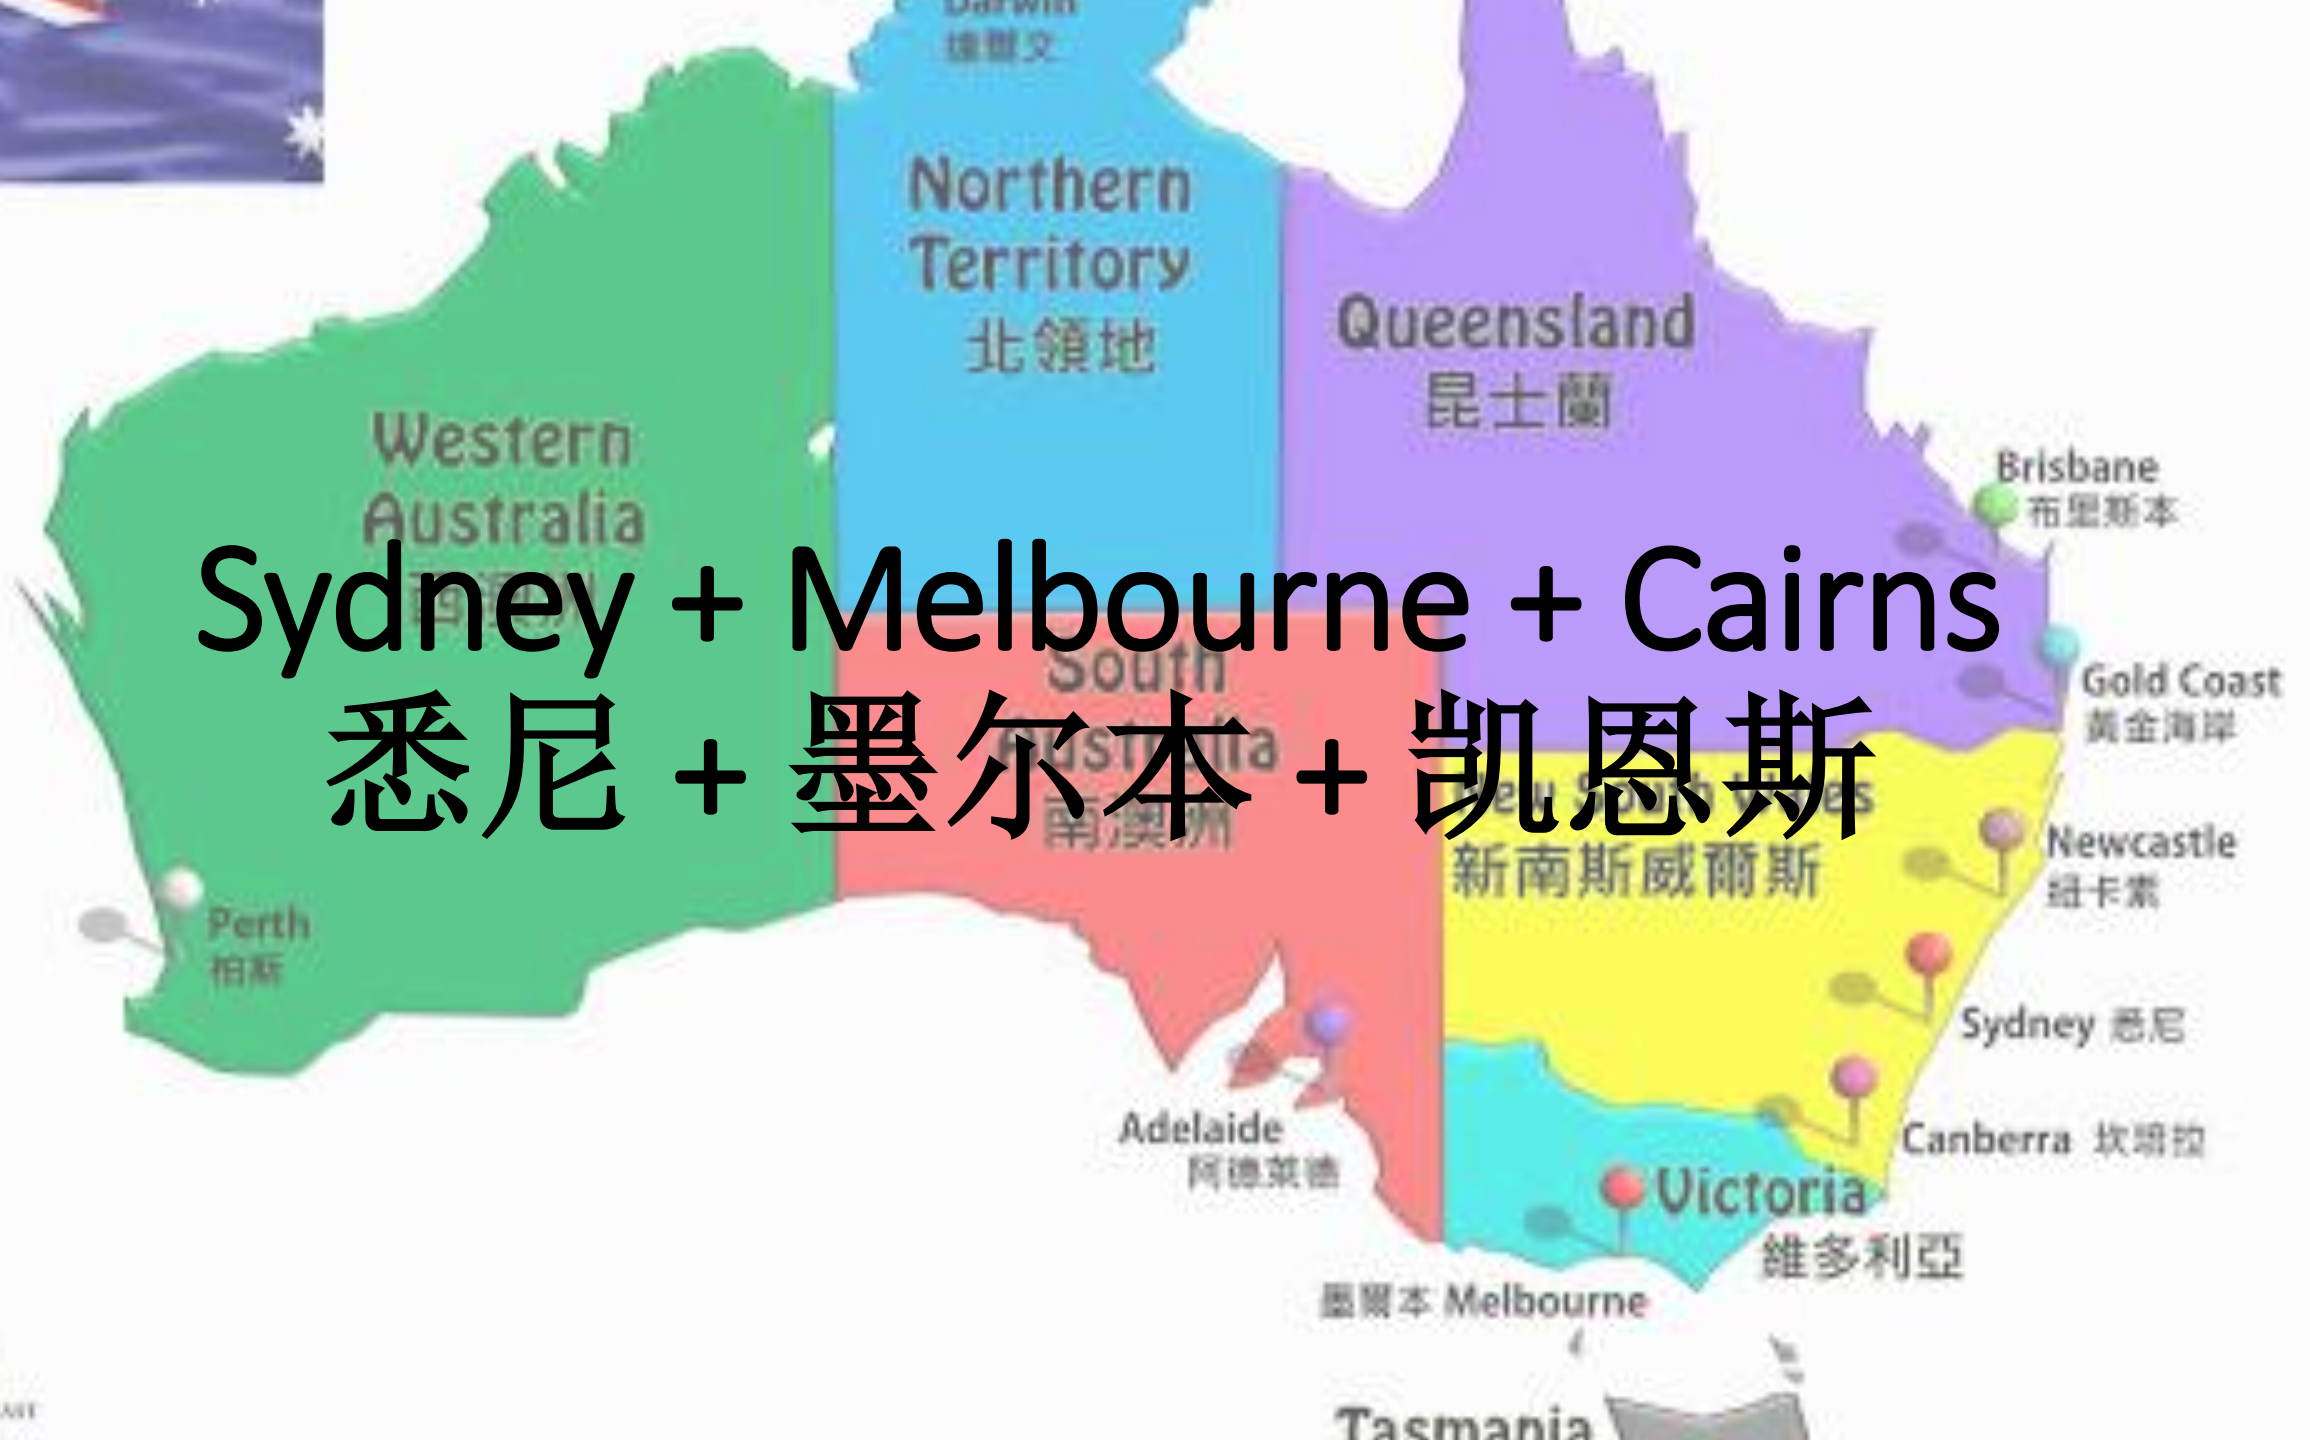 Darwin
達爾文
Northern
Territory
北領地
Queensland
昆士蘭
Western
Australia
Brisbane
布里斯本
Sydney + Melbourne + Cairns
悉尼 + 墨尔本 + 凯恩斯
South
Australia
南澳洲
Gold Coast
黃金海岸
New South Wales
新南斯威爾斯
Newcastle
紐卡素
Perth
柏斯
Sydney 悉尼
Adelaide
阿德萊德
Canberra 坎培拉
Victoria
維多利亞
墨爾本 Melbourne
Tasmania